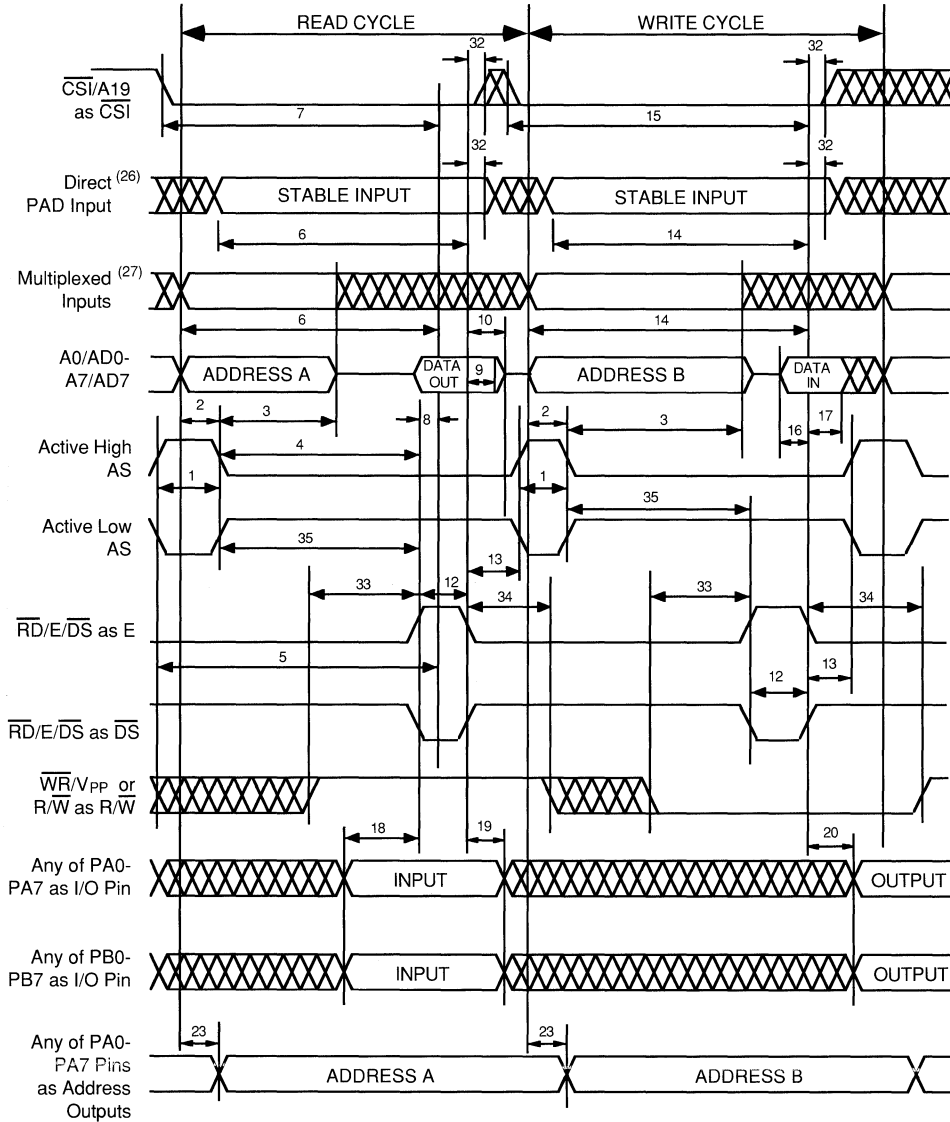 READ CYCLE
WRITE CYCLE
32
32
CSI/A19
as CSI
7
15
32
32
Direct (26)
PAD Input
STABLE INPUT
STABLE INPUT
6
14
Multiplexed (27)
Inputs
6
10
14
A0/AD0-
A7/AD7
ADDRESS A
DATA
OUT
9
ADDRESS B
DATA
IN
2
3
8
2
3
16
17
Active High
AS
4
1
1
35
Active Low
AS
35
13
33
12
34
33
34
RD/E/DS as E
5
12
13
RD/E/DS as DS
WR/VPP or
R/W as R/W
18
19
20
Any of PA0-
PA7 as I/O Pin
INPUT
OUTPUT
Any of PB0-
PB7 as I/O Pin
INPUT
OUTPUT
23
23
Any of PA0-
PA7 Pins
as Address
Outputs
ADDRESS A
ADDRESS B